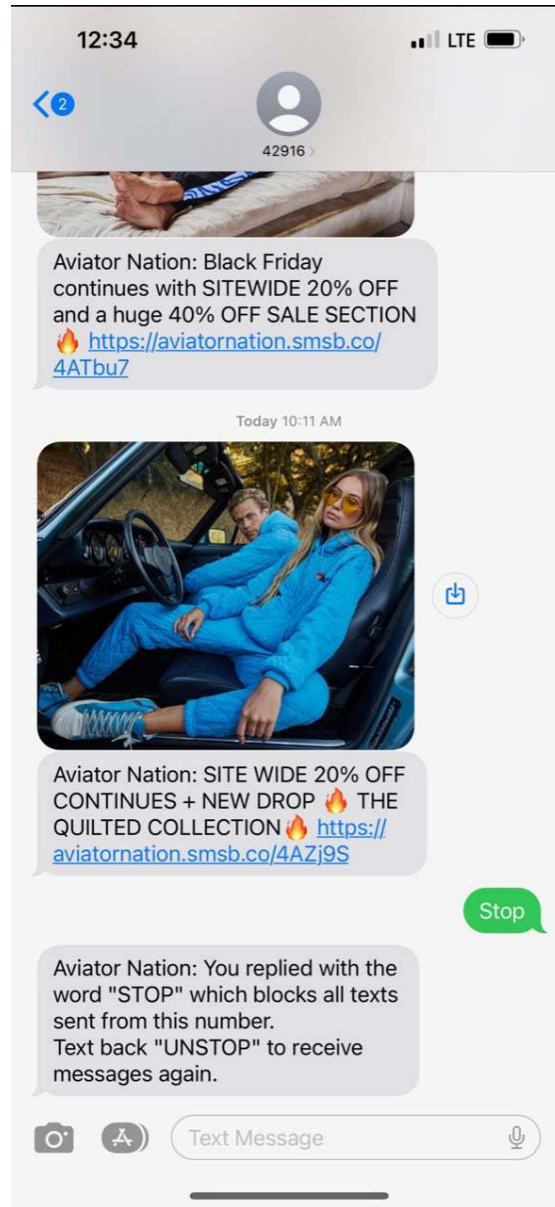 12:34
LTE
2
42916
Aviator Nation: Black Friday
continues with SITEWIDE 20% OFF
and a huge 40% OFF SALE SECTION
🔥 https://aviatornation.smsb.co/
4ATbu7
Today 10:11 AM
Aviator Nation: SITE WIDE 20% OFF
CONTINUES + NEW DROP 🔥 THE
QUILTED COLLECTION🔥 https://
aviatornation.smsb.co/4AZj9S
Stop
Aviator Nation: You replied with the
word "STOP" which blocks all texts
sent from this number.
Text back "UNSTOP" to receive
messages again.
Text Message